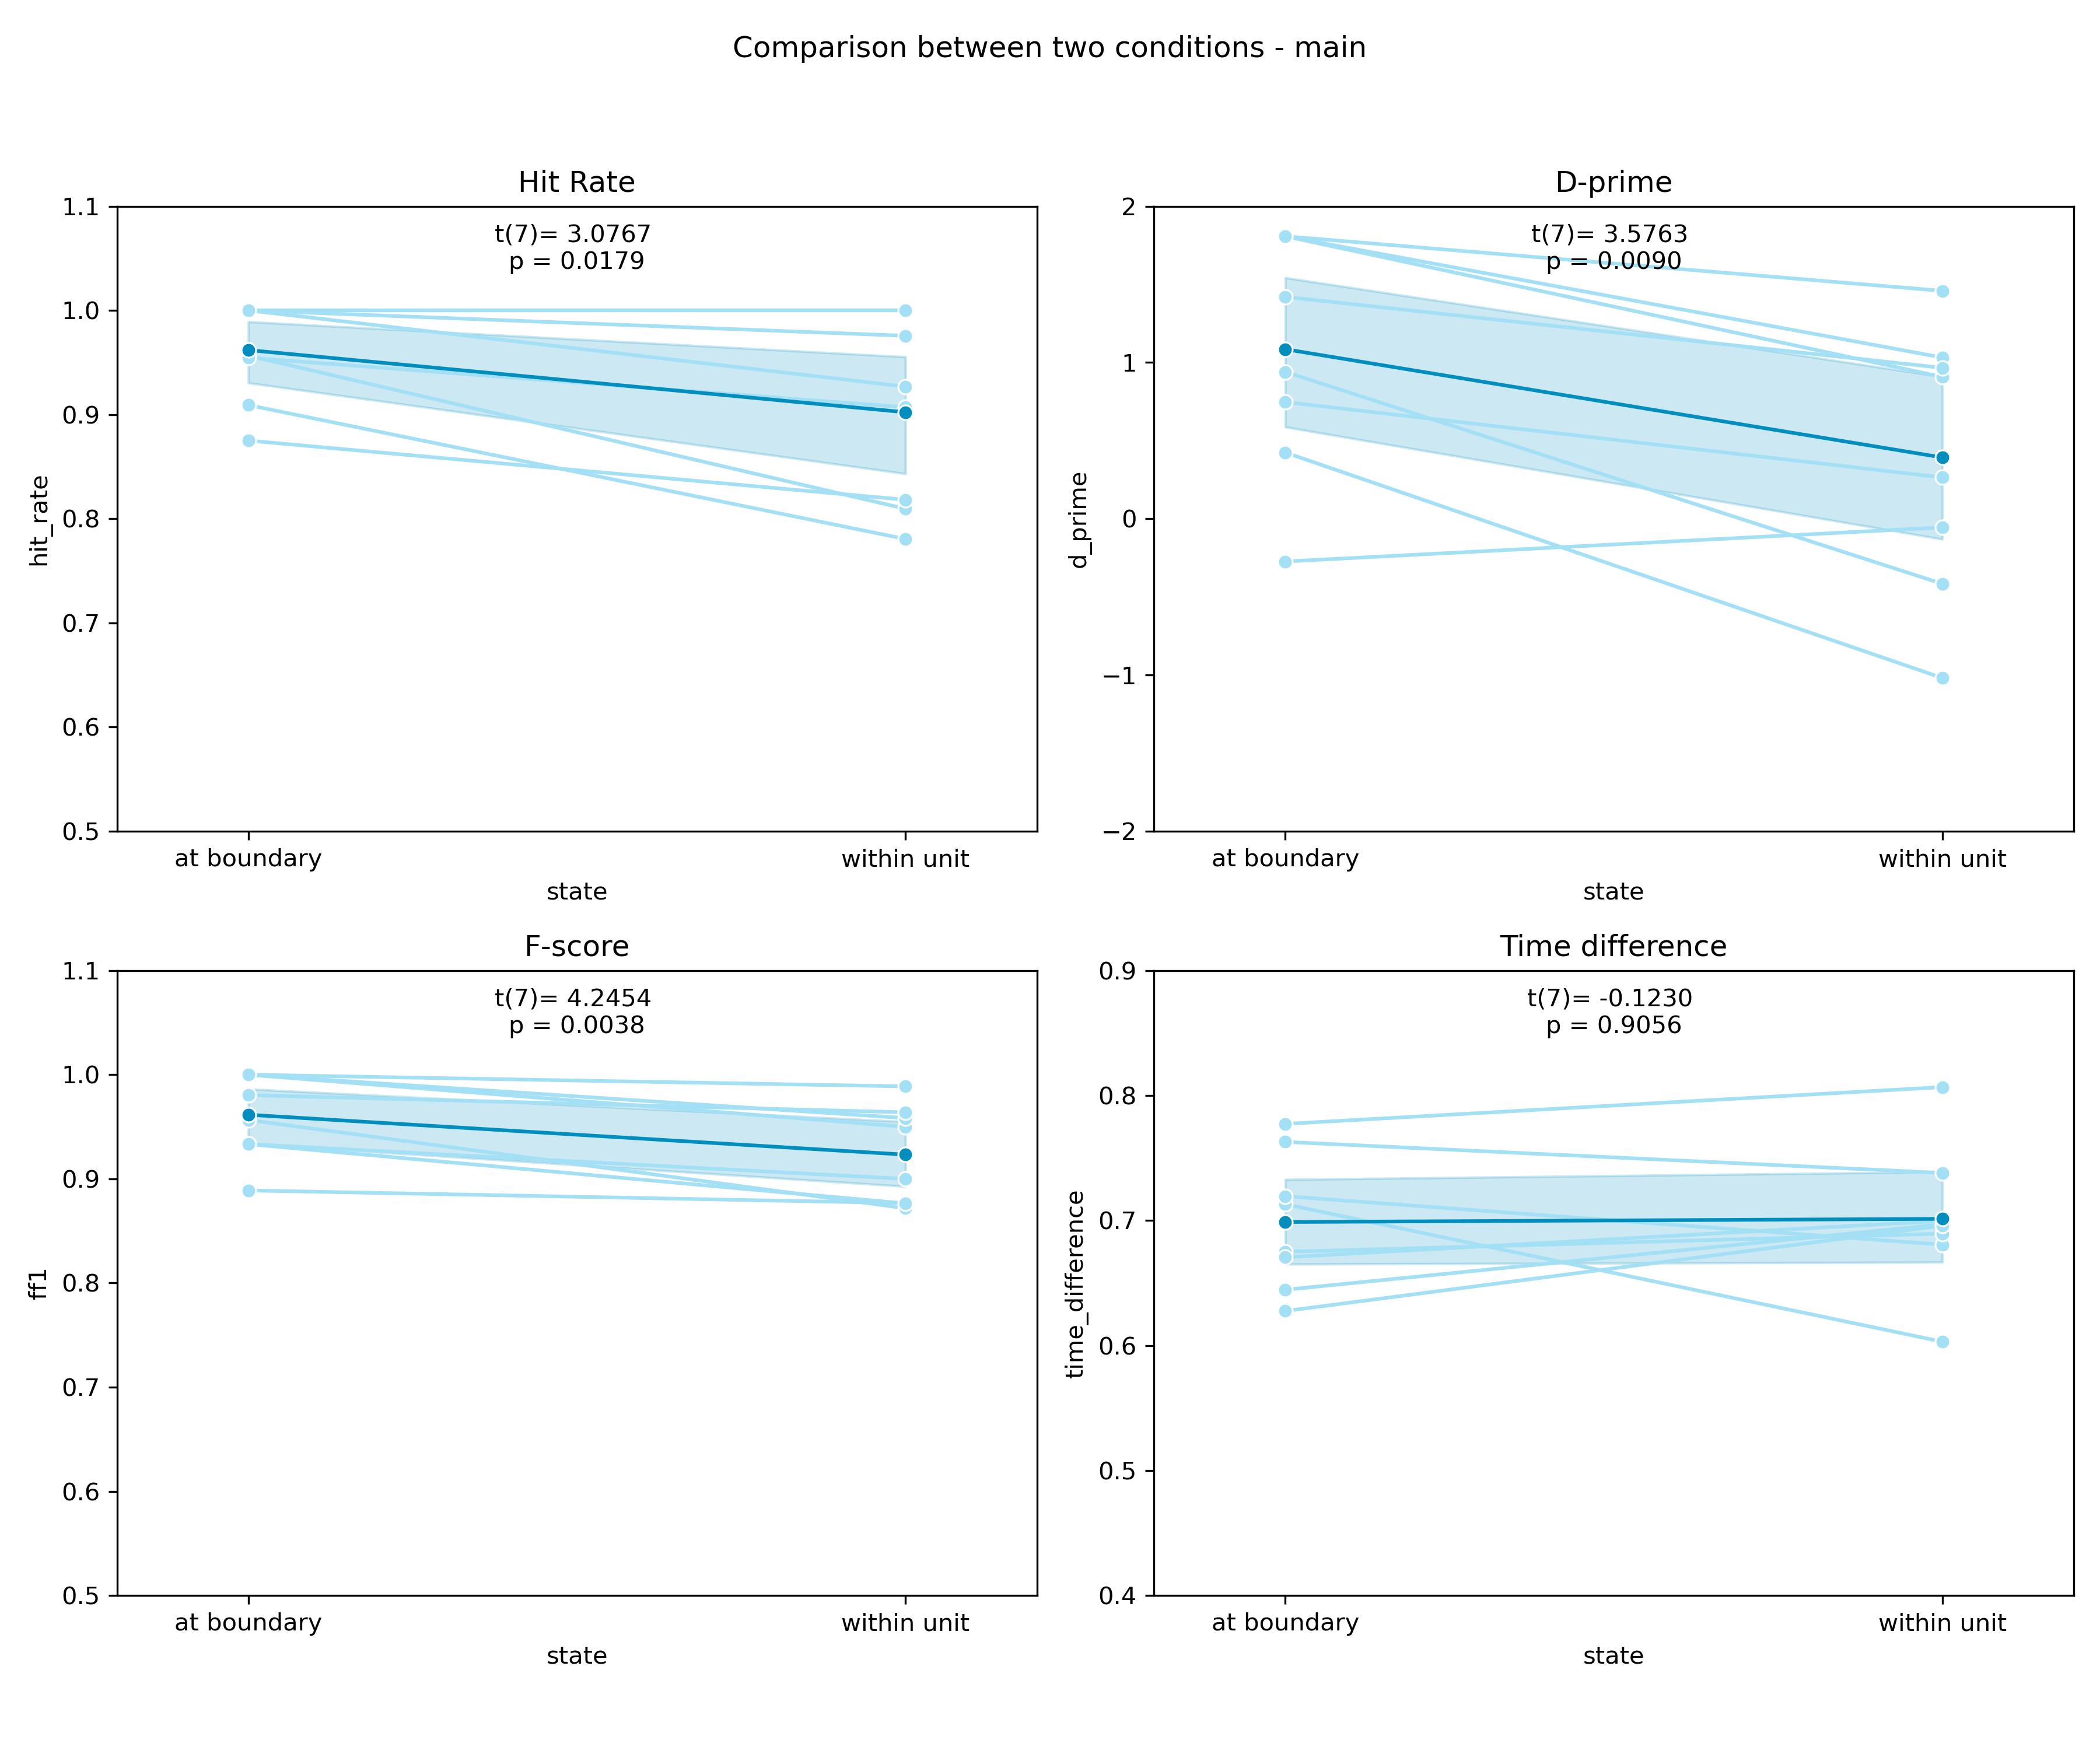 Comparison between two conditions - main
Hit Rate
t(7)= 3.0767
p = 0.0179
1.1
1.0
0.9
0.8
0.7
0.6
0.5
hit_rate
at boundary
within unit
state
D-prime
t(7)= 3.5763
p = 0.0090
2
1
0
−1
−2
d_prime
at boundary
within unit
state
F-score
t(7)= 4.2454
p = 0.0038
1.1
1.0
0.9
0.8
0.7
0.6
0.5
ff1
at boundary
within unit
state
Time difference
t(7)= -0.1230
p = 0.9056
0.9
0.8
0.7
0.6
0.5
0.4
time_difference
at boundary
within unit
state